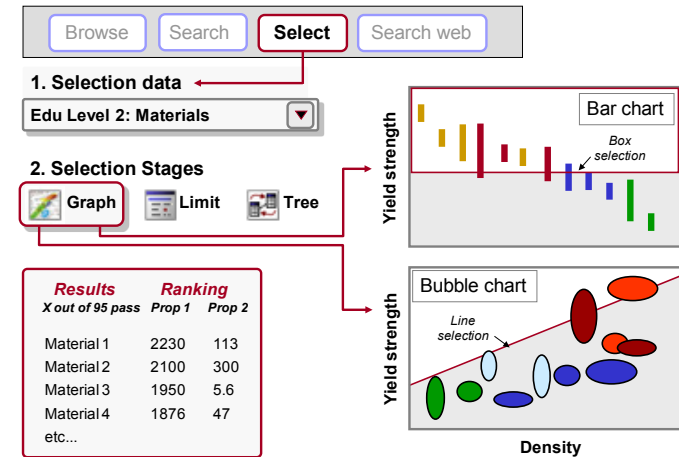 Browse
Search
Select
Search web
1. Selection data
Edu Level 2: Materials
2. Selection Stages
Graph
Limit
Tree
Results Ranking
X out of 95 pass Prop 1 Prop 2
Material 1 2230 113
Material 2 2100 300
Material 3 1950 5.6
Material 4 1876 47
etc...
Bar chart
Box
selection
Yield strength
Bubble chart
Line
selection
Yield strength
Density